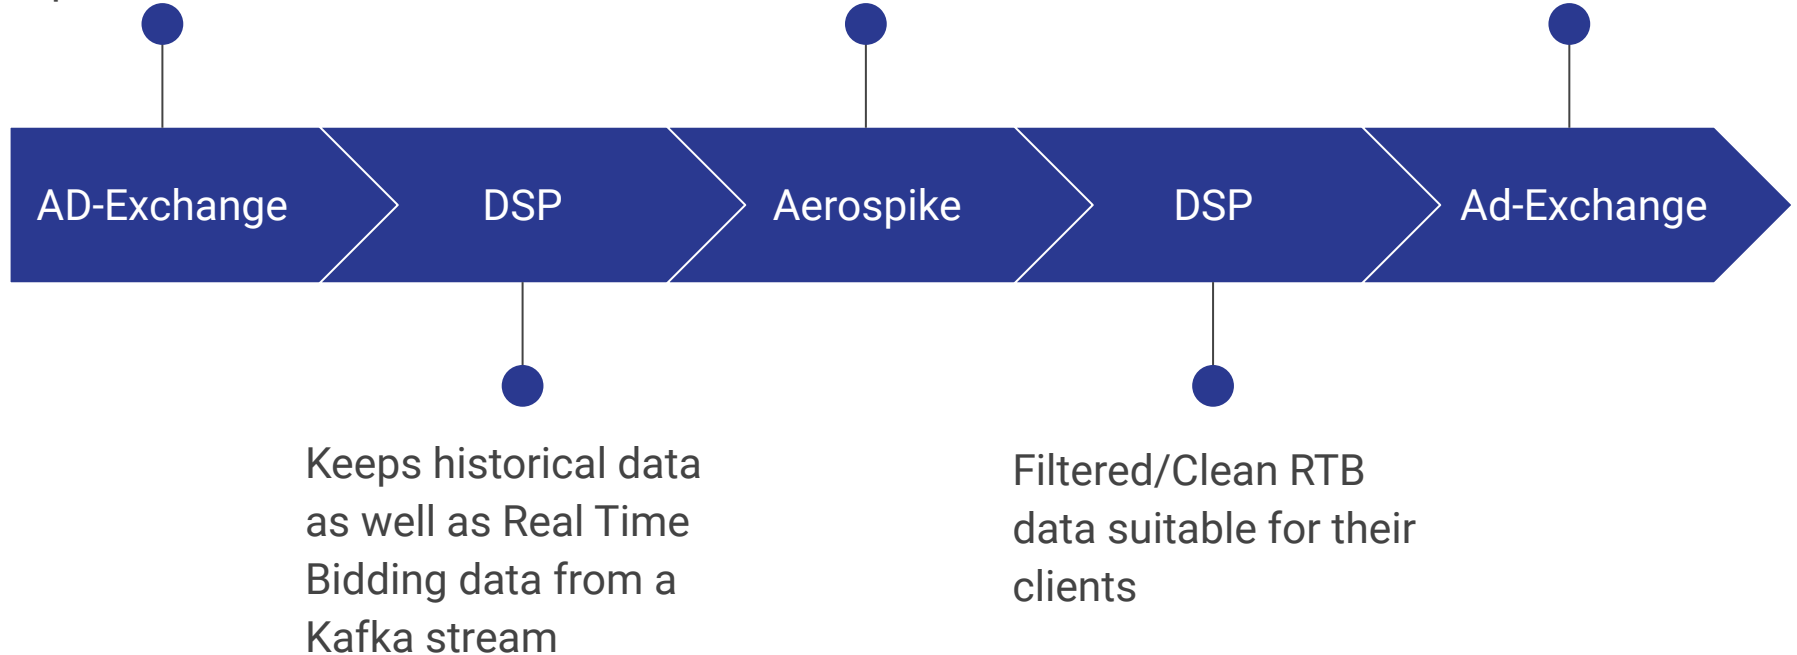 AD-Exchange
DSP
Aerospike
DSP
Ad-Exchange
Keeps historical data
as well as Real Time
Bidding data from a
Kafka stream
Filtered/Clean RTB
data suitable for their
clients